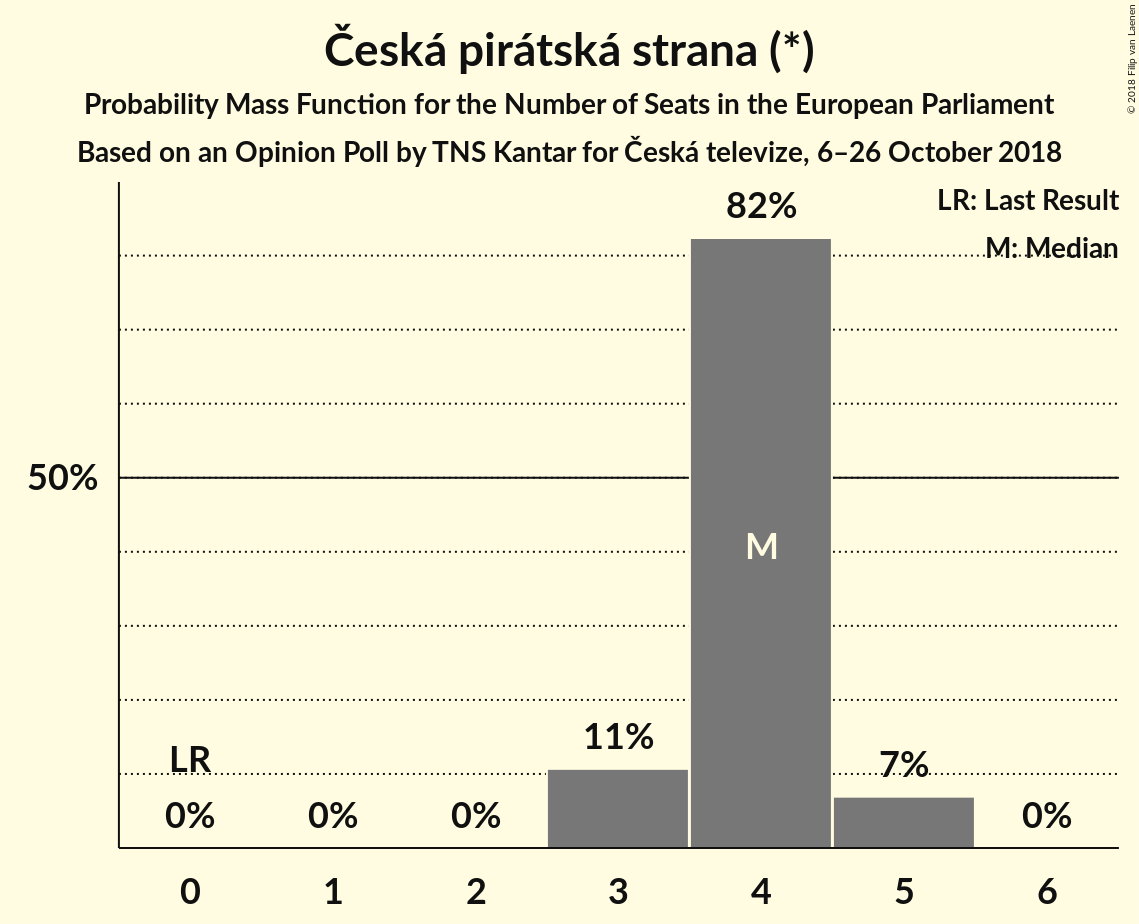 Česká pirátská strana (*)
Probability Mass Function for the Number of Seats in the European Parliament
Based on an Opinion Poll by TNS Kantar for Česká televize, 6–26 October 2018
© 2018 Filip van Laenen
LR: Last Result
M: Median
82%
50%
M
11%
7%
LR
0%
0%
0%
0%
0
1
2
3
4
5
6